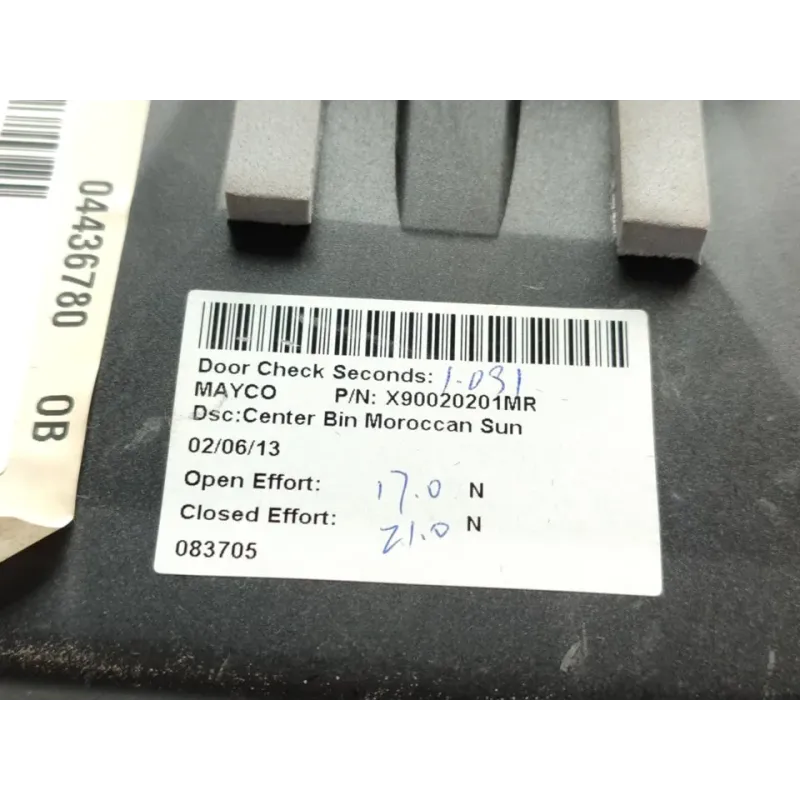 04436780 0B
Door Check Seconds: 1.031
MAYCO P/N: X90020201MR
Dsc:Center Bin Moroccan Sun
02/06/13
Open Effort: 17.0 N
Closed Effort: 21.0 N
083705